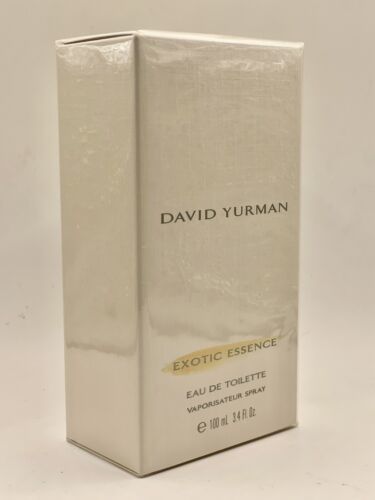 DAVID YURMAN
EXOTIC ESSENCE
EAU DE TOILETTE
VAPORISATEUR SPRAY
℮ 100 mL 3.4 Fl. Oz.